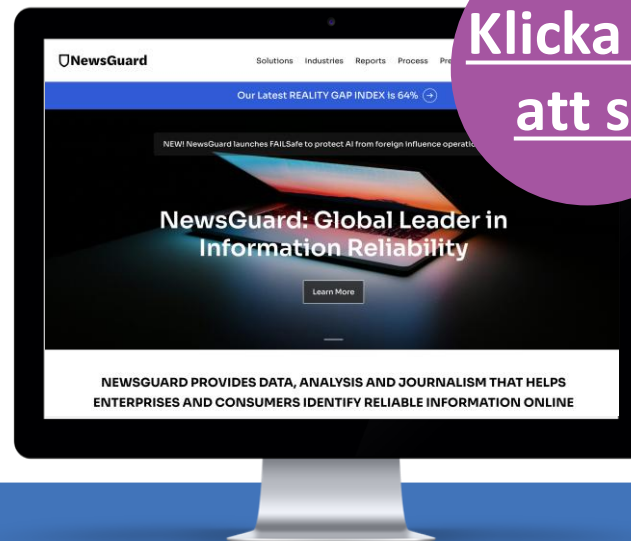 Klicka
att s
NewsGuard
Solutions Industries Reports Process
Our Latest REALITY GAP INDEX is 64%
NEW! NewsGuard launches FAILSafe to protect AI from foreign influence
NewsGuard: Global Leader in
Information Reliability
Learn More
NEWSGUARD PROVIDES DATA, ANALYSIS AND JOURNALISM THAT HELPS
ENTERPRISES AND CONSUMERS IDENTIFY RELIABLE INFORMATION ONLINE